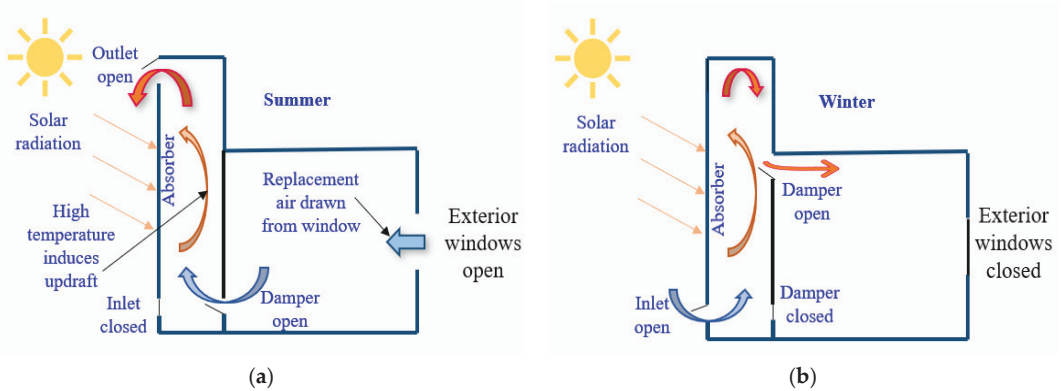 Outlet
open
Summer
Solar
radiation
Absorber
High
temperature
induces
updraft
Replacement
air drawn
from window
Exterior
windows
open
Inlet
closed
Damper
open
(a)
Winter
Solar
radiation
Absorber
Damper
open
Exterior
windows
closed
Inlet
open
Damper
closed
(b)